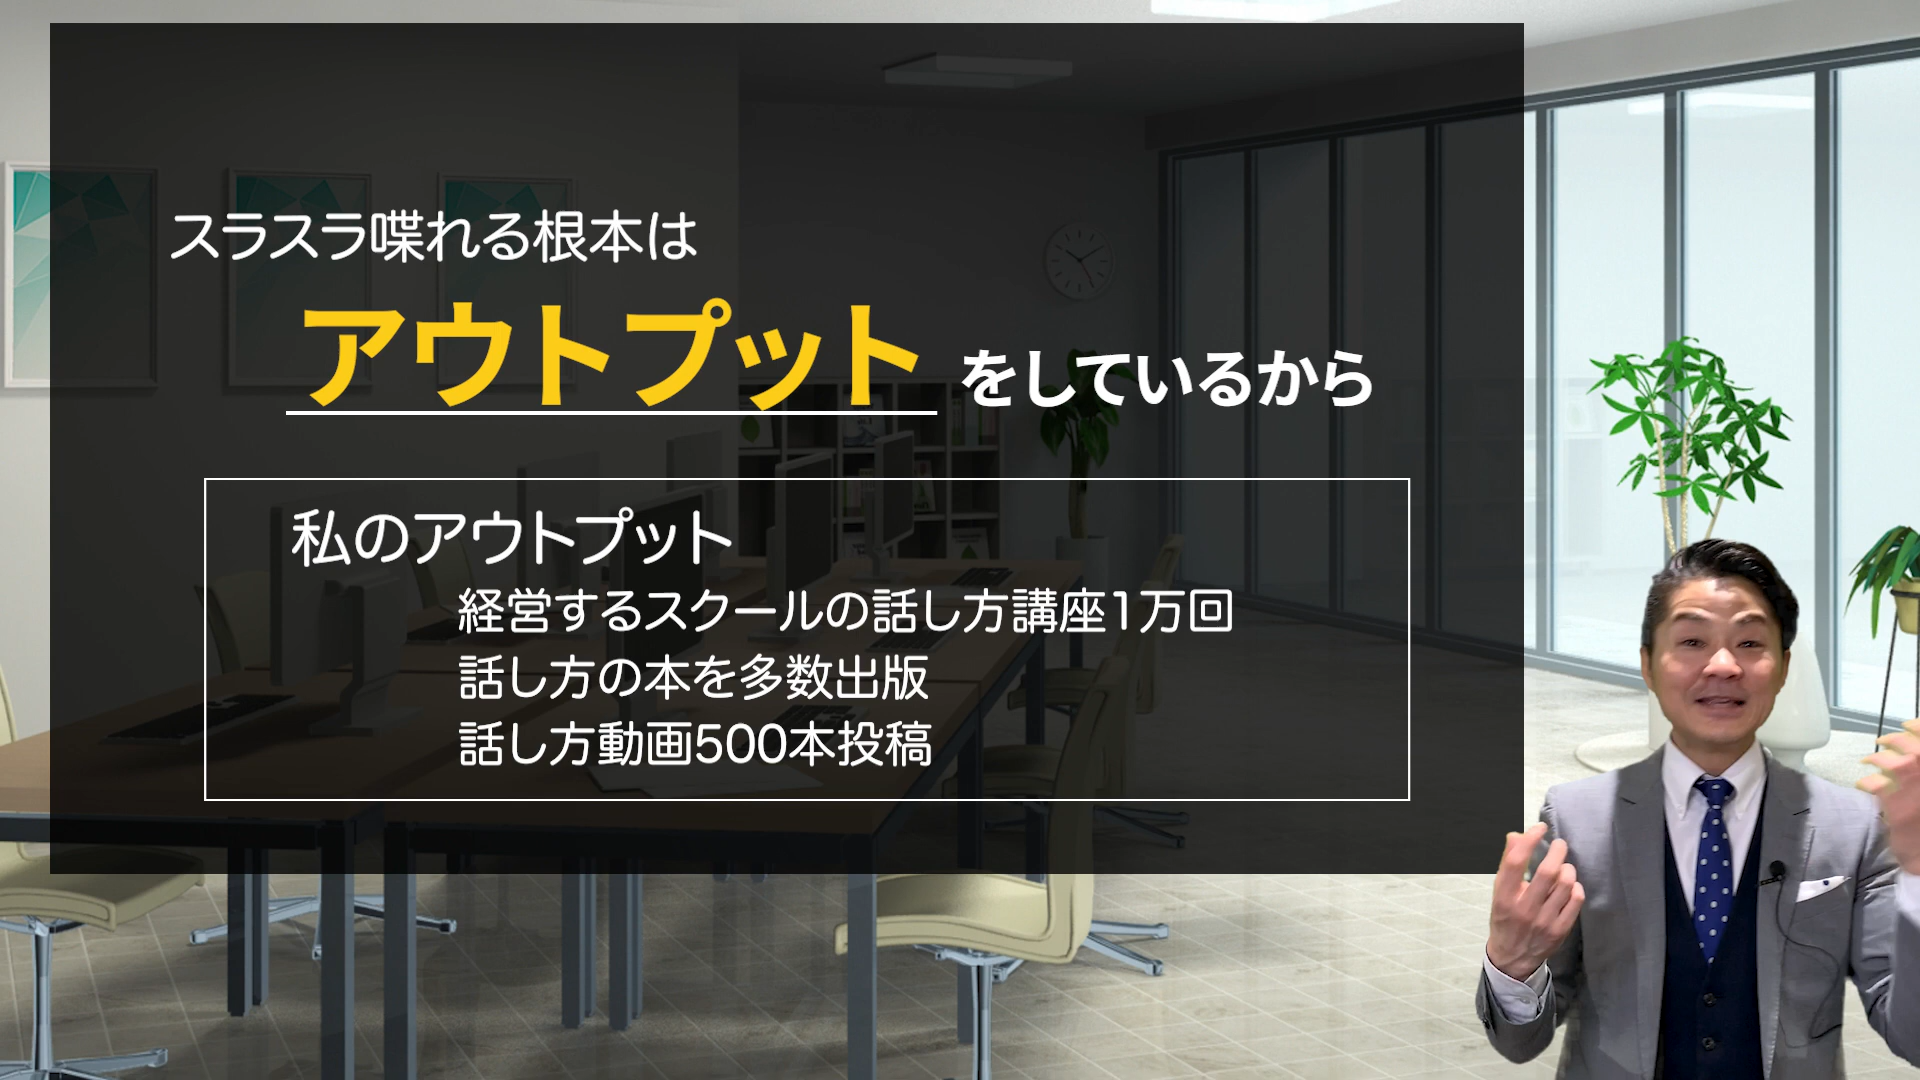 スラスラ喋れる根本は
アウトプット をしているから
私のアウトプット
経営するスクールの話し方講座1万回
話し方の本を多数出版
話し方動画500本投稿